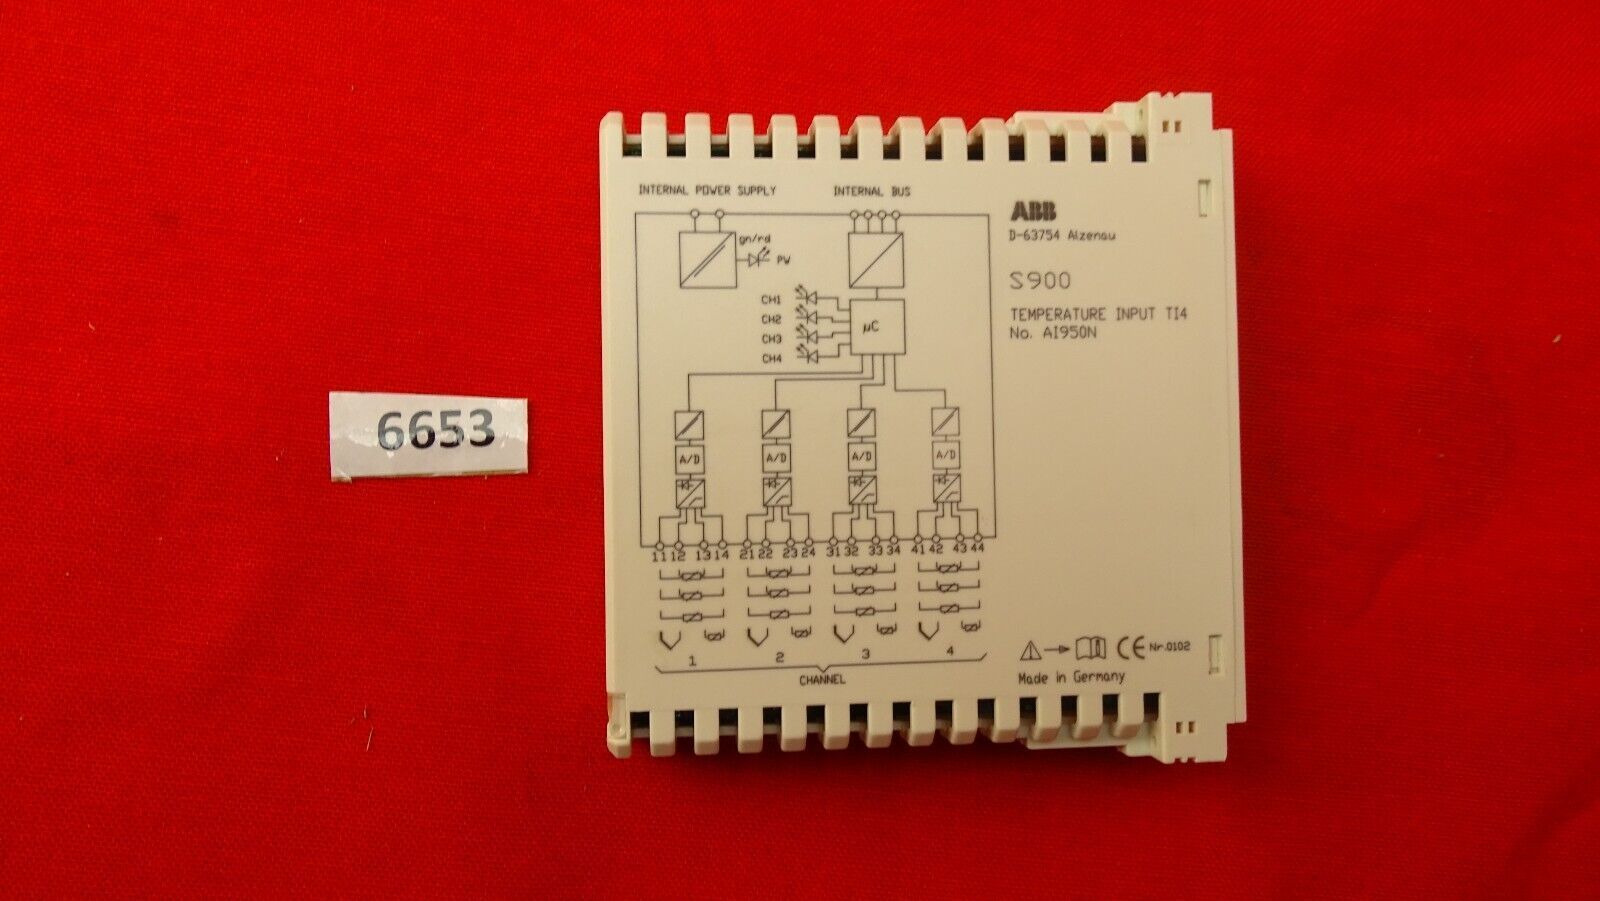 6653
INTERNAL POWER SUPPLY INTERNAL BUS
gn/rd
PW
CH1
CH2
CH3
CH4
µC
A/D A/D A/D A/D
11 12 13 14 21 22 23 24 31 32 33 34 41 42 43 44
1 2 3 4
CHANNEL
ABB
D-63754 Alzenau
S900
TEMPERATURE INPUT TI4
No. AI950N
CE Nr.0102
Made in Germany